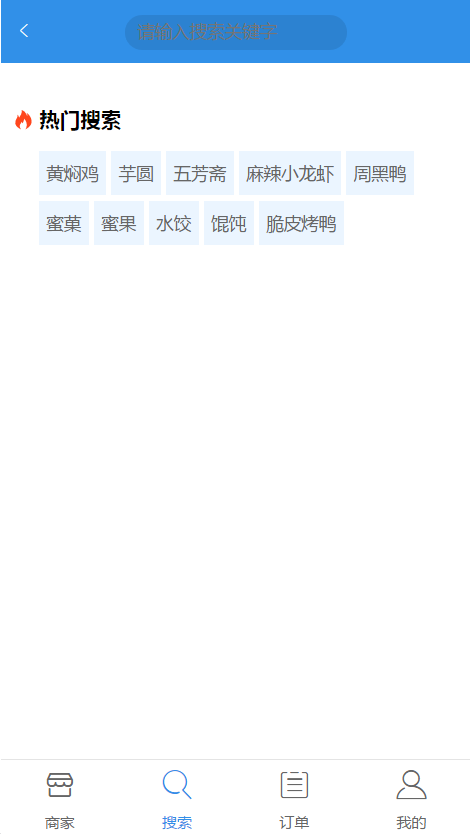 请输入搜索关键字
热门搜索
黄焖鸡 芋圆 五芳斋 麻辣小龙虾 周黑鸭
蜜菓 蜜果 水饺 馄饨 脆皮烤鸭
商家 搜索 订单 我的